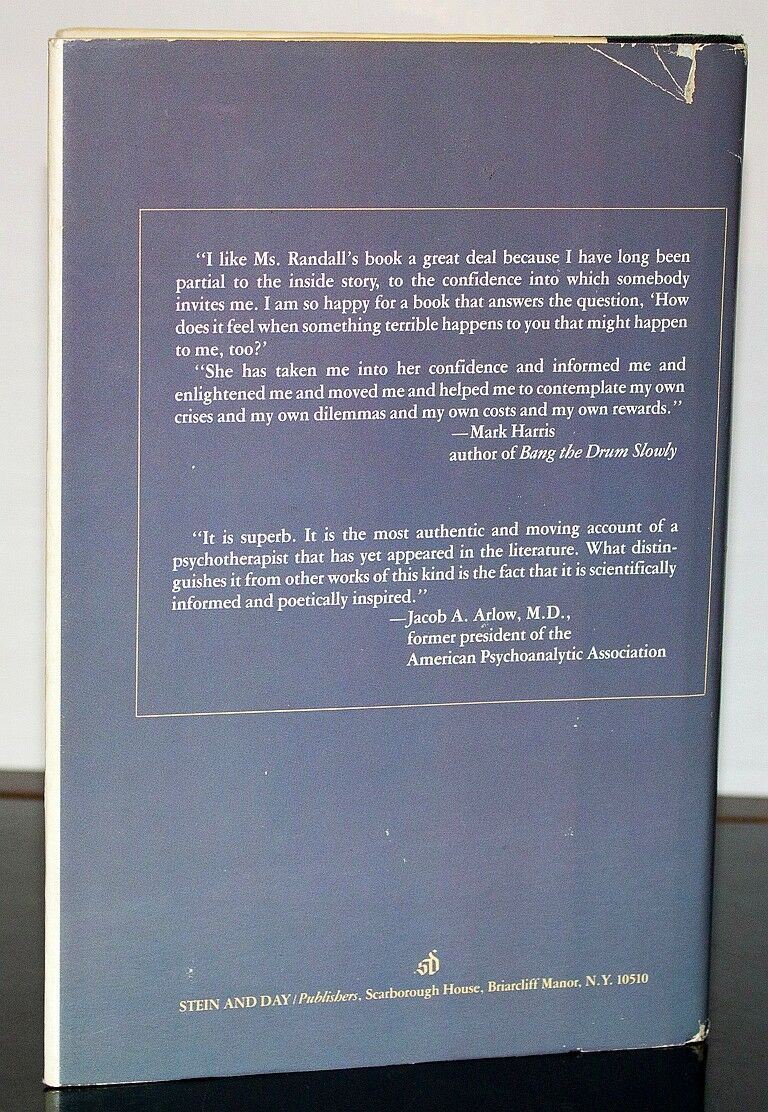 “I like Ms. Randall’s book a great deal because I have long been
partial to the inside story, to the confidence into which somebody
invites me. I am so happy for a book that answers the question, ‘How
does it feel when something terrible happens to you that might happen
to me, too?’
“She has taken me into her confidence and informed me and
enlightened me and moved me and helped me to contemplate my own
crises and my own dilemmas and my own costs and my own rewards.”
—Mark Harris
author of Bang the Drum Slowly
“It is superb. It is the most authentic and moving account of a
psychotherapist that has yet appeared in the literature. What distin-
guishes it from other works of this kind is the fact that it is scientifically
informed and poetically inspired.”
—Jacob A. Arlow, M.D.,
former president of the
American Psychoanalytic Association
sd
STEIN AND DAY/Publishers, Scarborough House, Briarcliff Manor, N.Y. 10510